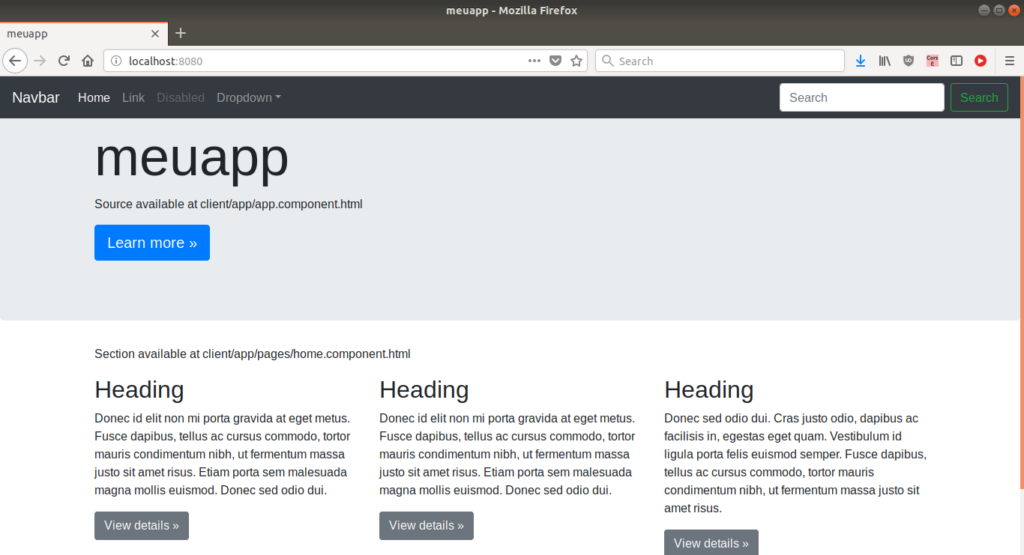 meuapp - Mozilla Firefox
meuapp
localhost:8080
Search
Navbar Home Link Disabled Dropdown
Search Search
meuapp
Source available at client/app/app.component.html
Learn more »
Section available at client/app/pages/home.component.html
Heading
Donec id elit non mi porta gravida at eget metus.
Fusce dapibus, tellus ac cursus commodo, tortor
mauris condimentum nibh, ut fermentum massa
justo sit amet risus. Etiam porta sem malesuada
magna mollis euismod. Donec sed odio dui.
View details »
Heading
Donec id elit non mi porta gravida at eget metus.
Fusce dapibus, tellus ac cursus commodo, tortor
mauris condimentum nibh, ut fermentum massa
justo sit amet risus. Etiam porta sem malesuada
magna mollis euismod. Donec sed odio dui.
View details »
Heading
Donec sed odio dui. Cras justo odio, dapibus ac
facilisis in, egestas eget quam. Vestibulum id
ligula porta felis euismod semper. Fusce dapibus,
tellus ac cursus commodo, tortor mauris
condimentum nibh, ut fermentum massa justo sit
amet risus.
View details »